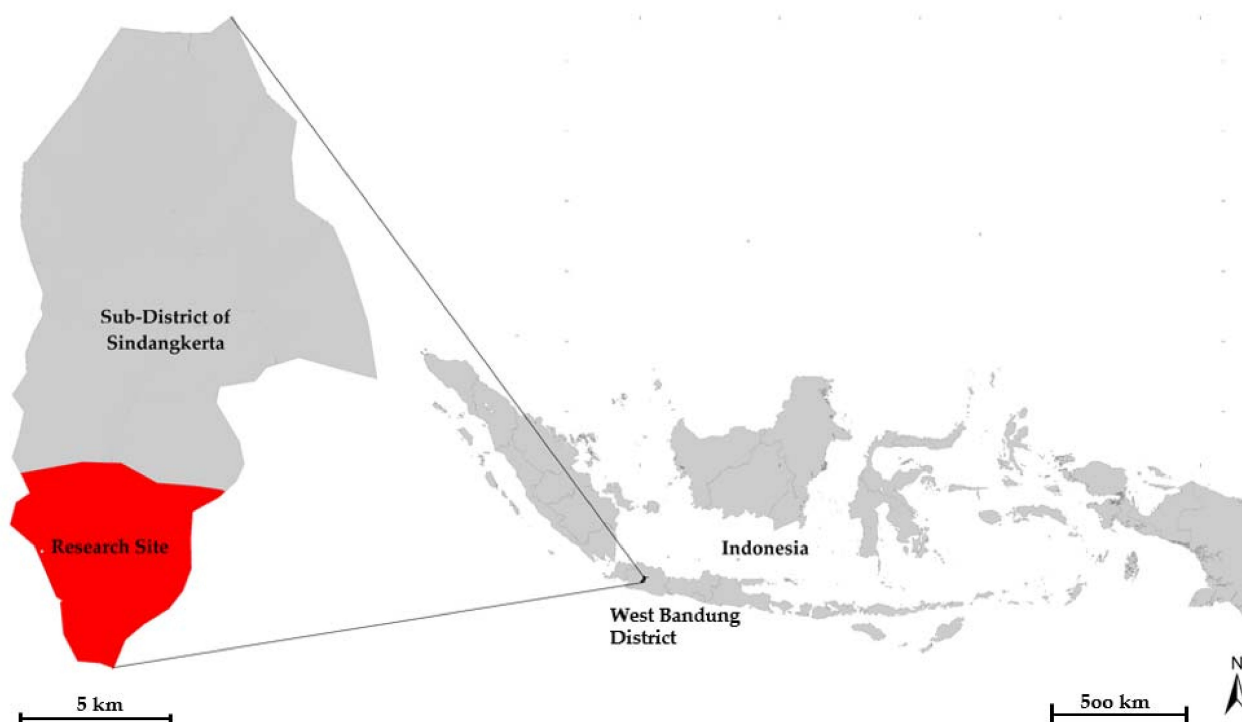 Sub-District of
Sindangkerta
Research Site
Indonesia
West Bandung
District
N
5 km
500 km